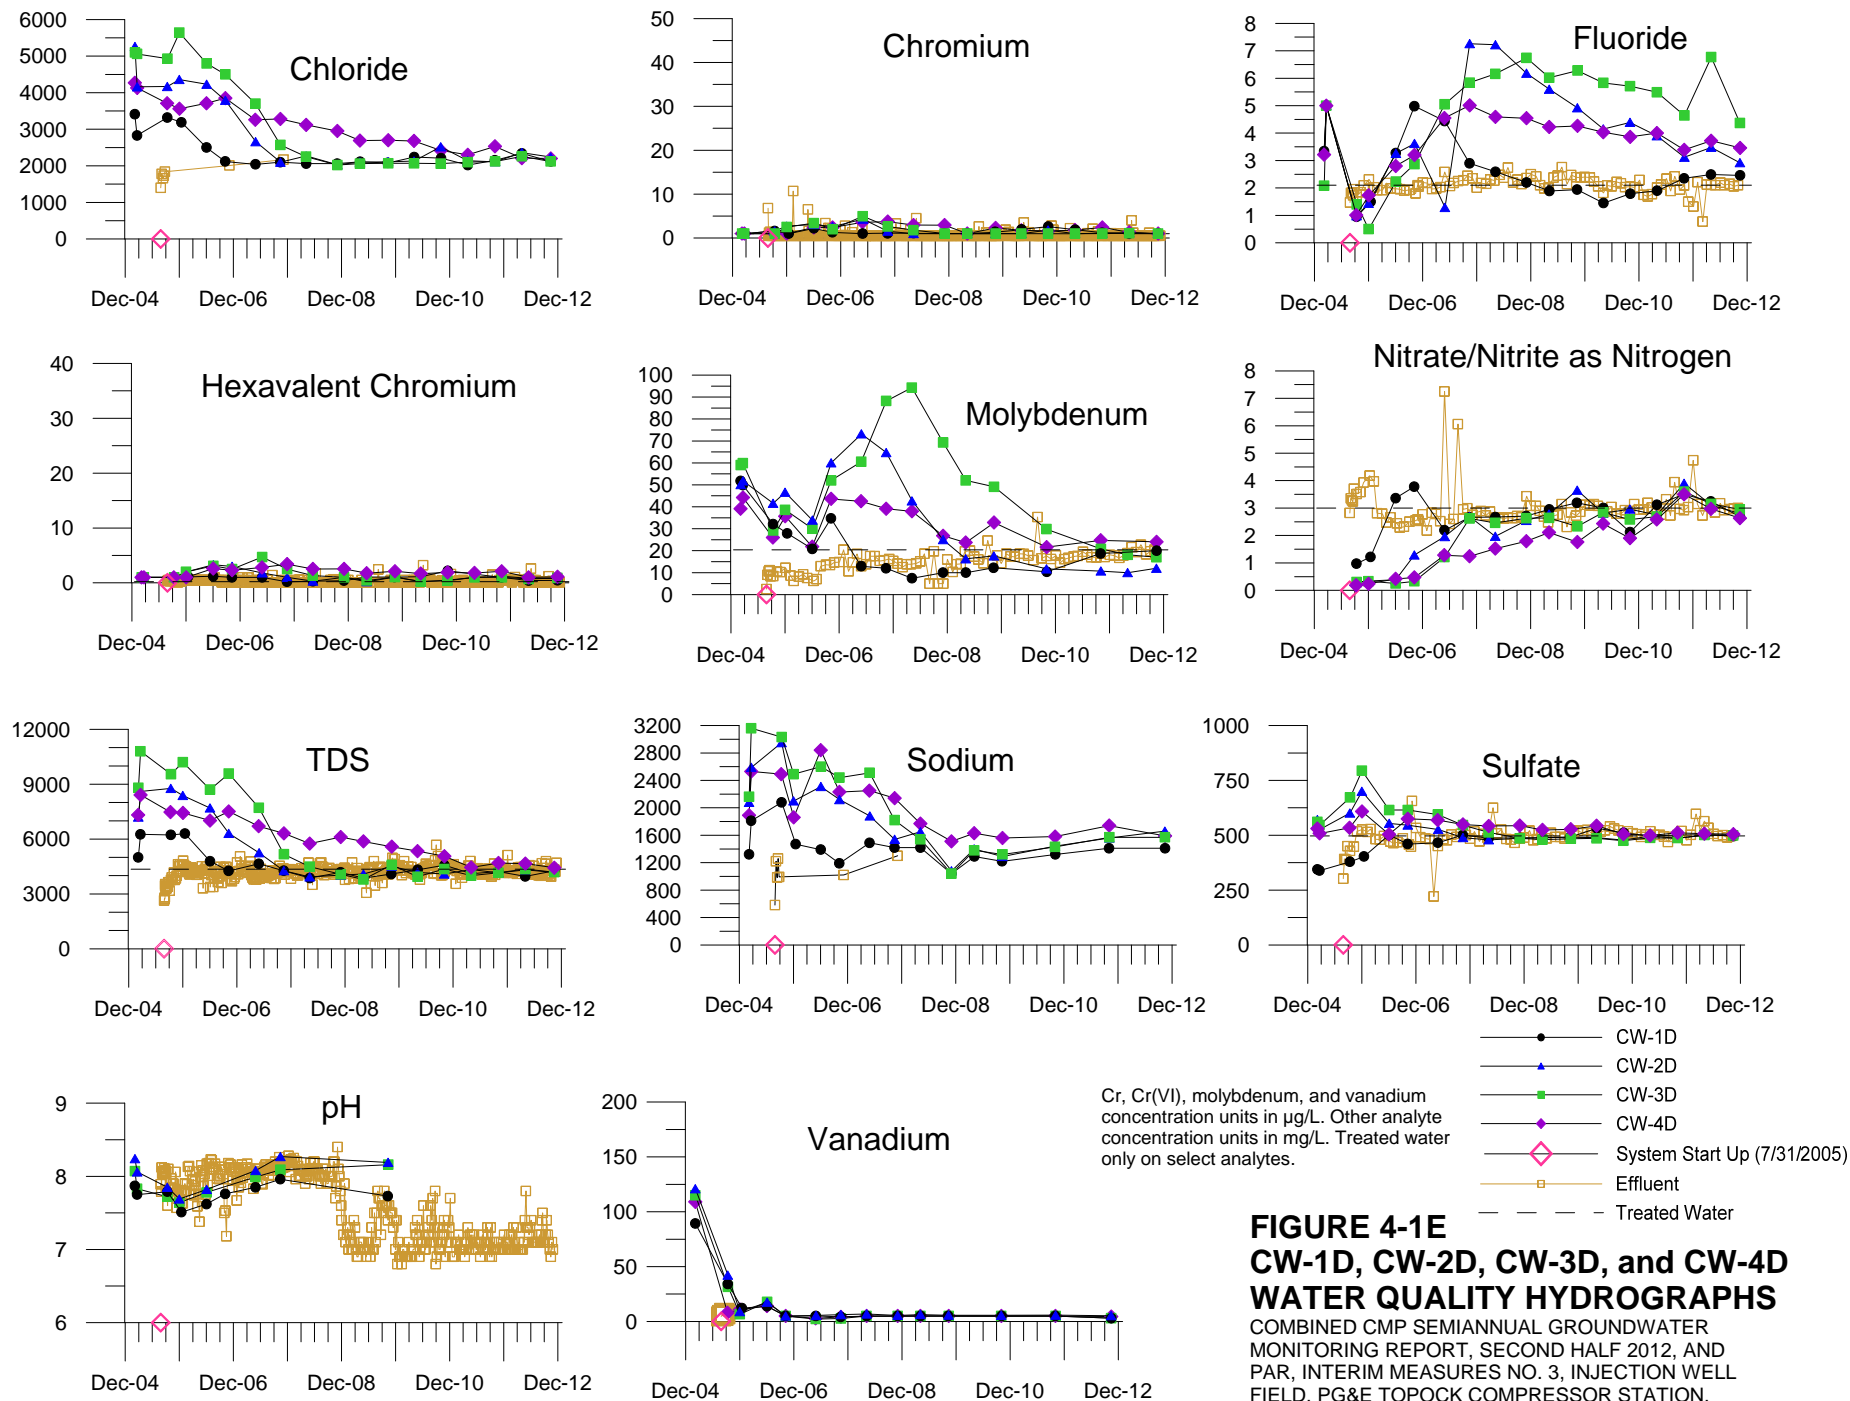 Chloride
6000
5000
4000
3000
2000
1000
0
Dec-04 Dec-06 Dec-08 Dec-10 Dec-12
Chromium
50
40
30
20
10
0
Dec-04 Dec-06 Dec-08 Dec-10 Dec-12
Fluoride
8
7
6
5
4
3
2
1
0
Dec-04 Dec-06 Dec-08 Dec-10 Dec-12
Hexavalent Chromium
40
30
20
10
0
Dec-04 Dec-06 Dec-08 Dec-10 Dec-12
Molybdenum
100
90
80
70
60
50
40
30
20
10
0
Dec-04 Dec-06 Dec-08 Dec-10 Dec-12
Nitrate/Nitrite as Nitrogen
8
7
6
5
4
3
2
1
0
Dec-04 Dec-06 Dec-08 Dec-10 Dec-12
TDS
12000
9000
6000
3000
0
Dec-04 Dec-06 Dec-08 Dec-10 Dec-12
Sodium
3200
2800
2400
2000
1600
1200
800
400
0
Dec-04 Dec-06 Dec-08 Dec-10 Dec-12
Sulfate
1000
750
500
250
0
Dec-04 Dec-06 Dec-08 Dec-10 Dec-12
pH
9
8
7
6
Dec-04 Dec-06 Dec-08 Dec-10 Dec-12
Vanadium
200
150
100
50
0
Dec-04 Dec-06 Dec-08 Dec-10 Dec-12
Cr, Cr(VI), molybdenum, and vanadium
concentration units in µg/L. Other analyte
concentration units in mg/L. Treated water
only on select analytes.
CW-1D
CW-2D
CW-3D
CW-4D
System Start Up (7/31/2005)
Effluent
Treated Water
FIGURE 4-1E
CW-1D, CW-2D, CW-3D, and CW-4D
WATER QUALITY HYDROGRAPHS
COMBINED CMP SEMIANNUAL GROUNDWATER
MONITORING REPORT, SECOND HALF 2012, AND
PAR, INTERIM MEASURES NO. 3, INJECTION WELL
FIELD, PG&E TOPOCK COMPRESSOR STATION,